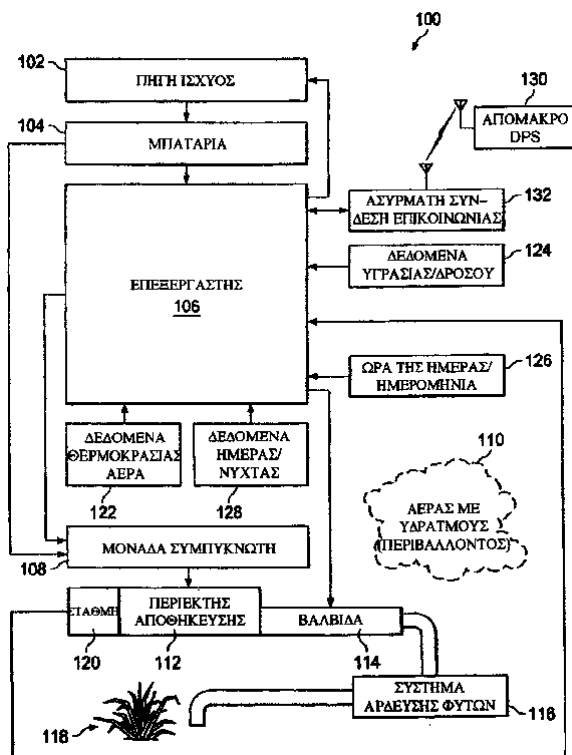 100
102
ΠΗΓΗ ΙΣΧΥΟΣ
130
ΑΠΟΜΑΚΡΟ
DPS
104
ΜΠΑΤΑΡΙΑ
ΑΣΥΡΜΑΤΗ ΣΥΝ-
ΔΕΣΗ ΕΠΙΚΟΙΝΩΝΙΑΣ
132
ΔΕΔΟΜΕΝΑ
ΥΓΡΑΣΙΑΣ/ΔΡΟΣΟΥ
124
ΕΠΕΞΕΡΓΑΣΤΗΣ
106
ΩΡΑ ΤΗΣ ΗΜΕΡΑΣ/
ΗΜΕΡΟΜΗΝΙΑ
126
ΔΕΔΟΜΕΝΑ
ΘΕΡΜΟΚΡΑΣΙΑΣ
ΑΕΡΑ
122
ΔΕΔΟΜΕΝΑ
ΗΜΕΡΑΣ/
ΝΥΧΤΑΣ
128
110
ΑΕΡΑΣ ΜΕ
ΥΔΡΑΤΜΟΥΣ
(ΠΕΡΙΒΑΛΛΟΝΤΟΣ)
ΜΟΝΑΔΑ ΣΥΜΠΥΚΝΩΤΗ
108
ΣΤΑΘΜΗ
120
ΠΕΡΙΕΚΤΗΣ
ΑΠΟΘΗΚΕΥΣΗΣ
112
ΒΑΛΒΙΔΑ
114
ΣΥΣΤΗΜΑ
ΑΡΔΕΥΣΗΣ ΦΥΤΩΝ
116
118